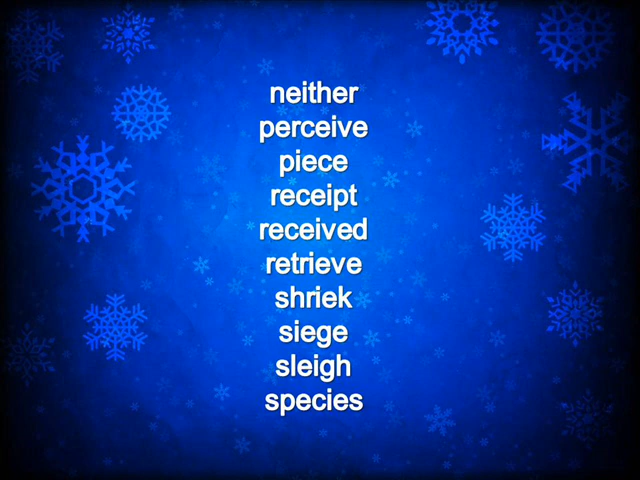 neither
perceive
piece
receipt
received
retrieve
shriek
siege
sleigh
species